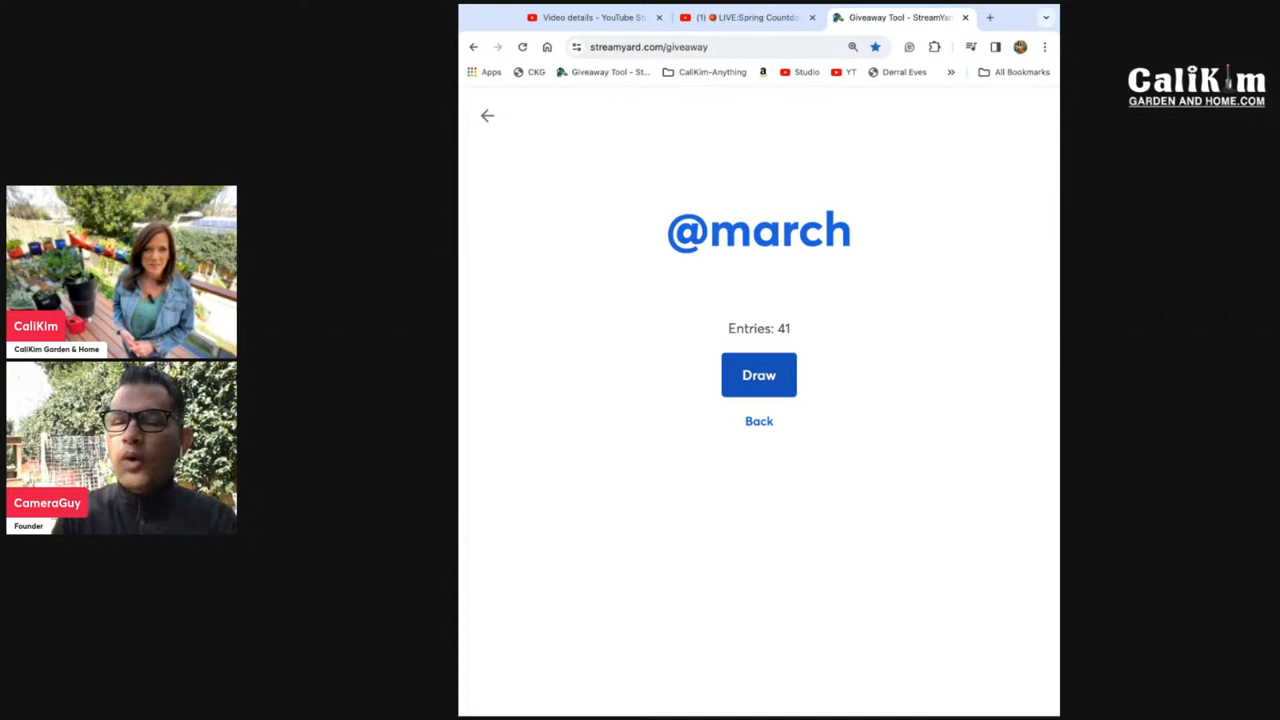 Video details - YouTube St
(1) 🔴 LIVE:Spring Countdo
Giveaway Tool - StreamYar
streamyard.com/giveaway
Apps
CKG
Giveaway Tool - St...
CaliKim-Anything
Studio
YT
Derral Eves
All Bookmarks
CaliKim
GARDEN AND HOME.COM
@march
Entries: 41
Draw
Back
CaliKim
CaliKim Garden & Home
CameraGuy
Founder